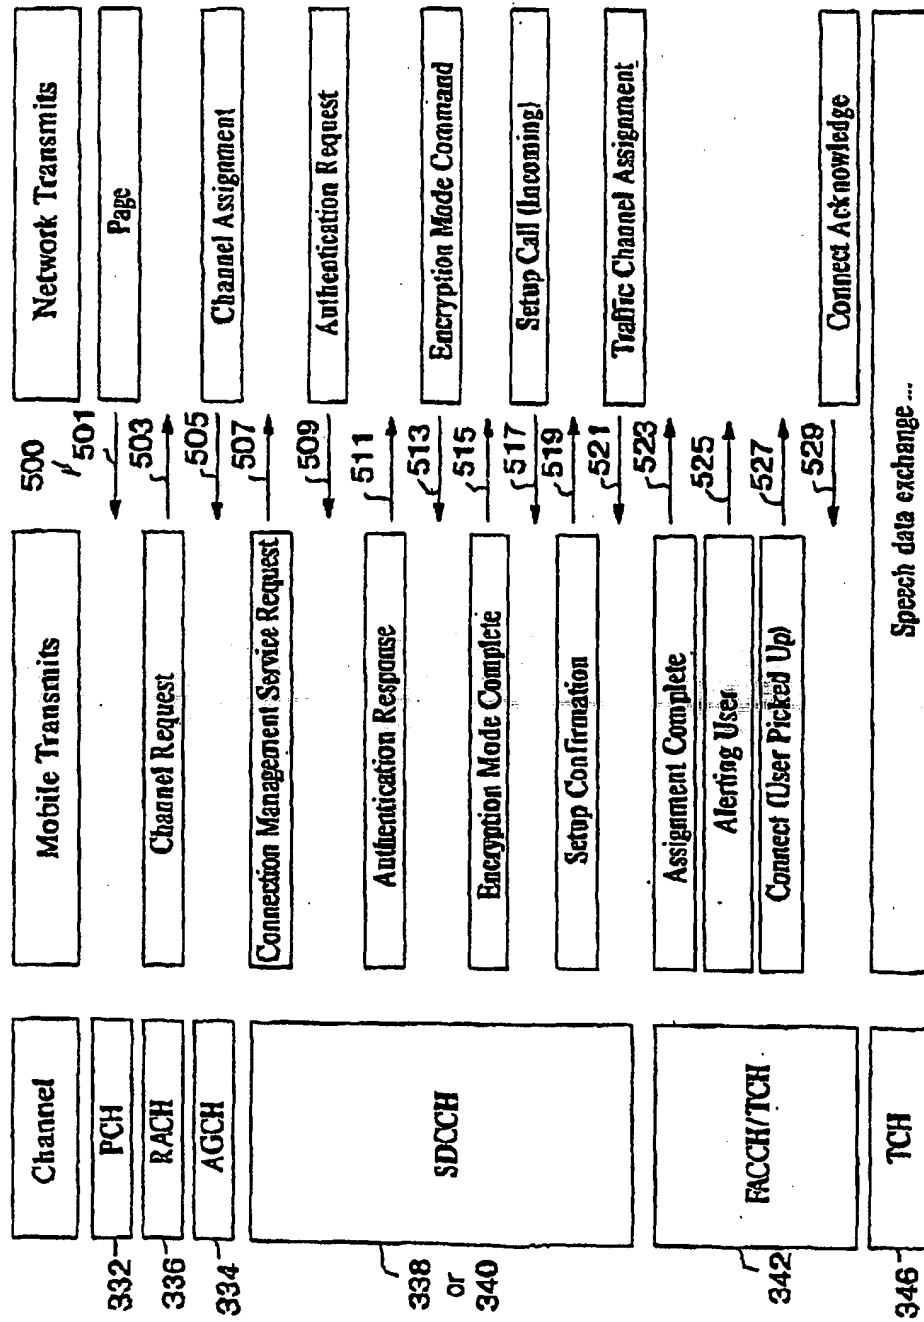 Channel
Mobile Transmits
500
Network Transmits
332
PCH
501
Page
336
RACH
Channel Request
503
334
AGCH
505
Channel Assignment
338
or
340
SDCCH
Connection Management Service Request
507
509
Authentication Request
Authentication Response
511
513
Encryption Mode Command
Encryption Mode Complete
515
517
Setup Call (Incoming)
Setup Confirmation
519
521
Traffic Channel Assignment
342
FACCH/TCH
Assignment Complete
523
Alerting User
525
Connect (User Picked Up)
527
529
Connect Acknowledge
346
TCH
Speech data exchange...